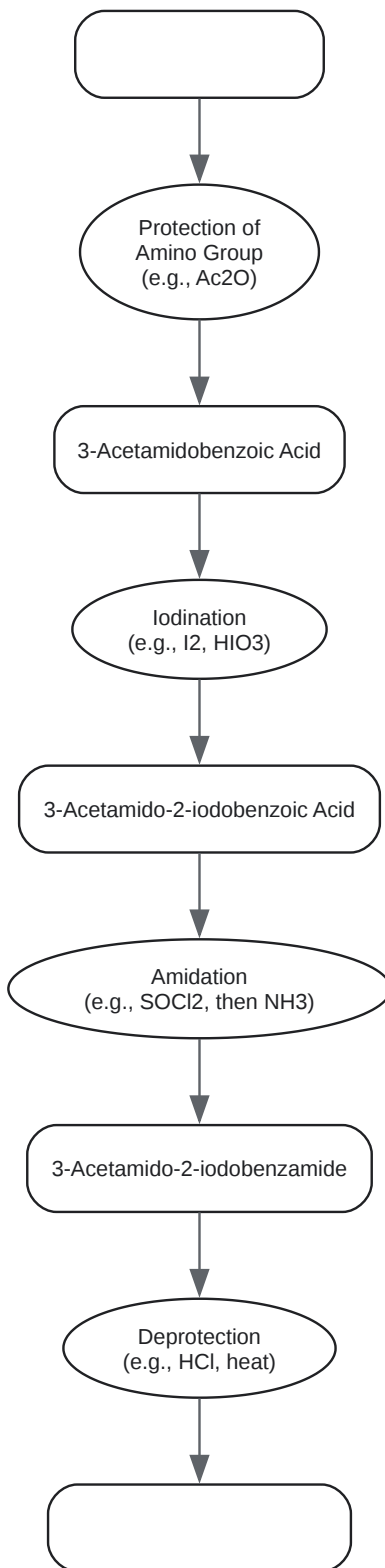 Protection of
Amino Group
(e.g., Ac2O)
3-Acetamidobenzoic Acid
Iodination
(e.g., I2, HIO3)
3-Acetamido-2-iodobenzoic Acid
Amidation
(e.g., SOCl2, then NH3)
3-Acetamido-2-iodobenzamide
Deprotection
(e.g., HCl, heat)